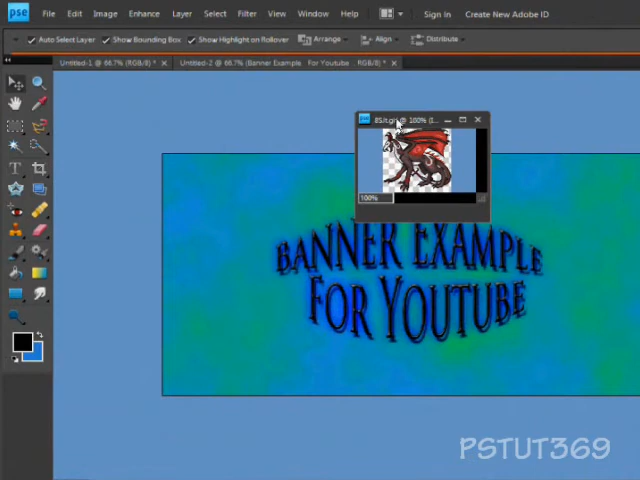 pse File Edit Image Enhance Layer Select Filter View Window Help Sign In Create New Adobe ID
Auto Select Layer Show Bounding Box Show Highlight on Rollover Arrange Align Distribute
Untitled-1 @ 66.7% (RGB/8) * Untitled-2 @ 66.7% (Banner Example For Youtube , RGB/8) *
@ 100% (I...
100%
BANNER EXAMPLE
FOR YOUTUBE
PSTUT369